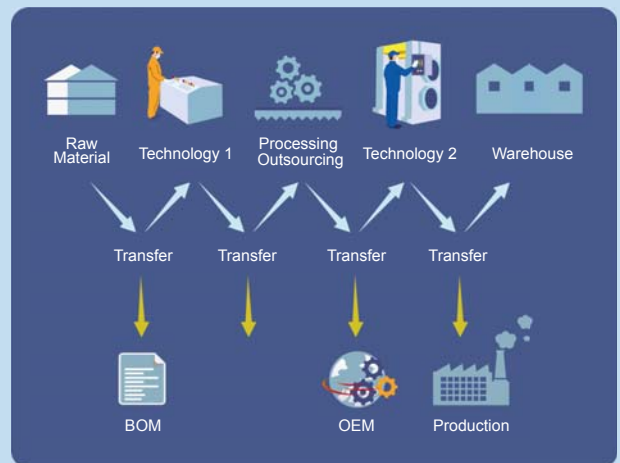 Raw
Material
Technology 1
Processing
Outsourcing
Technology 2
Warehouse
Transfer
Transfer
Transfer
Transfer
BOM
OEM
Production